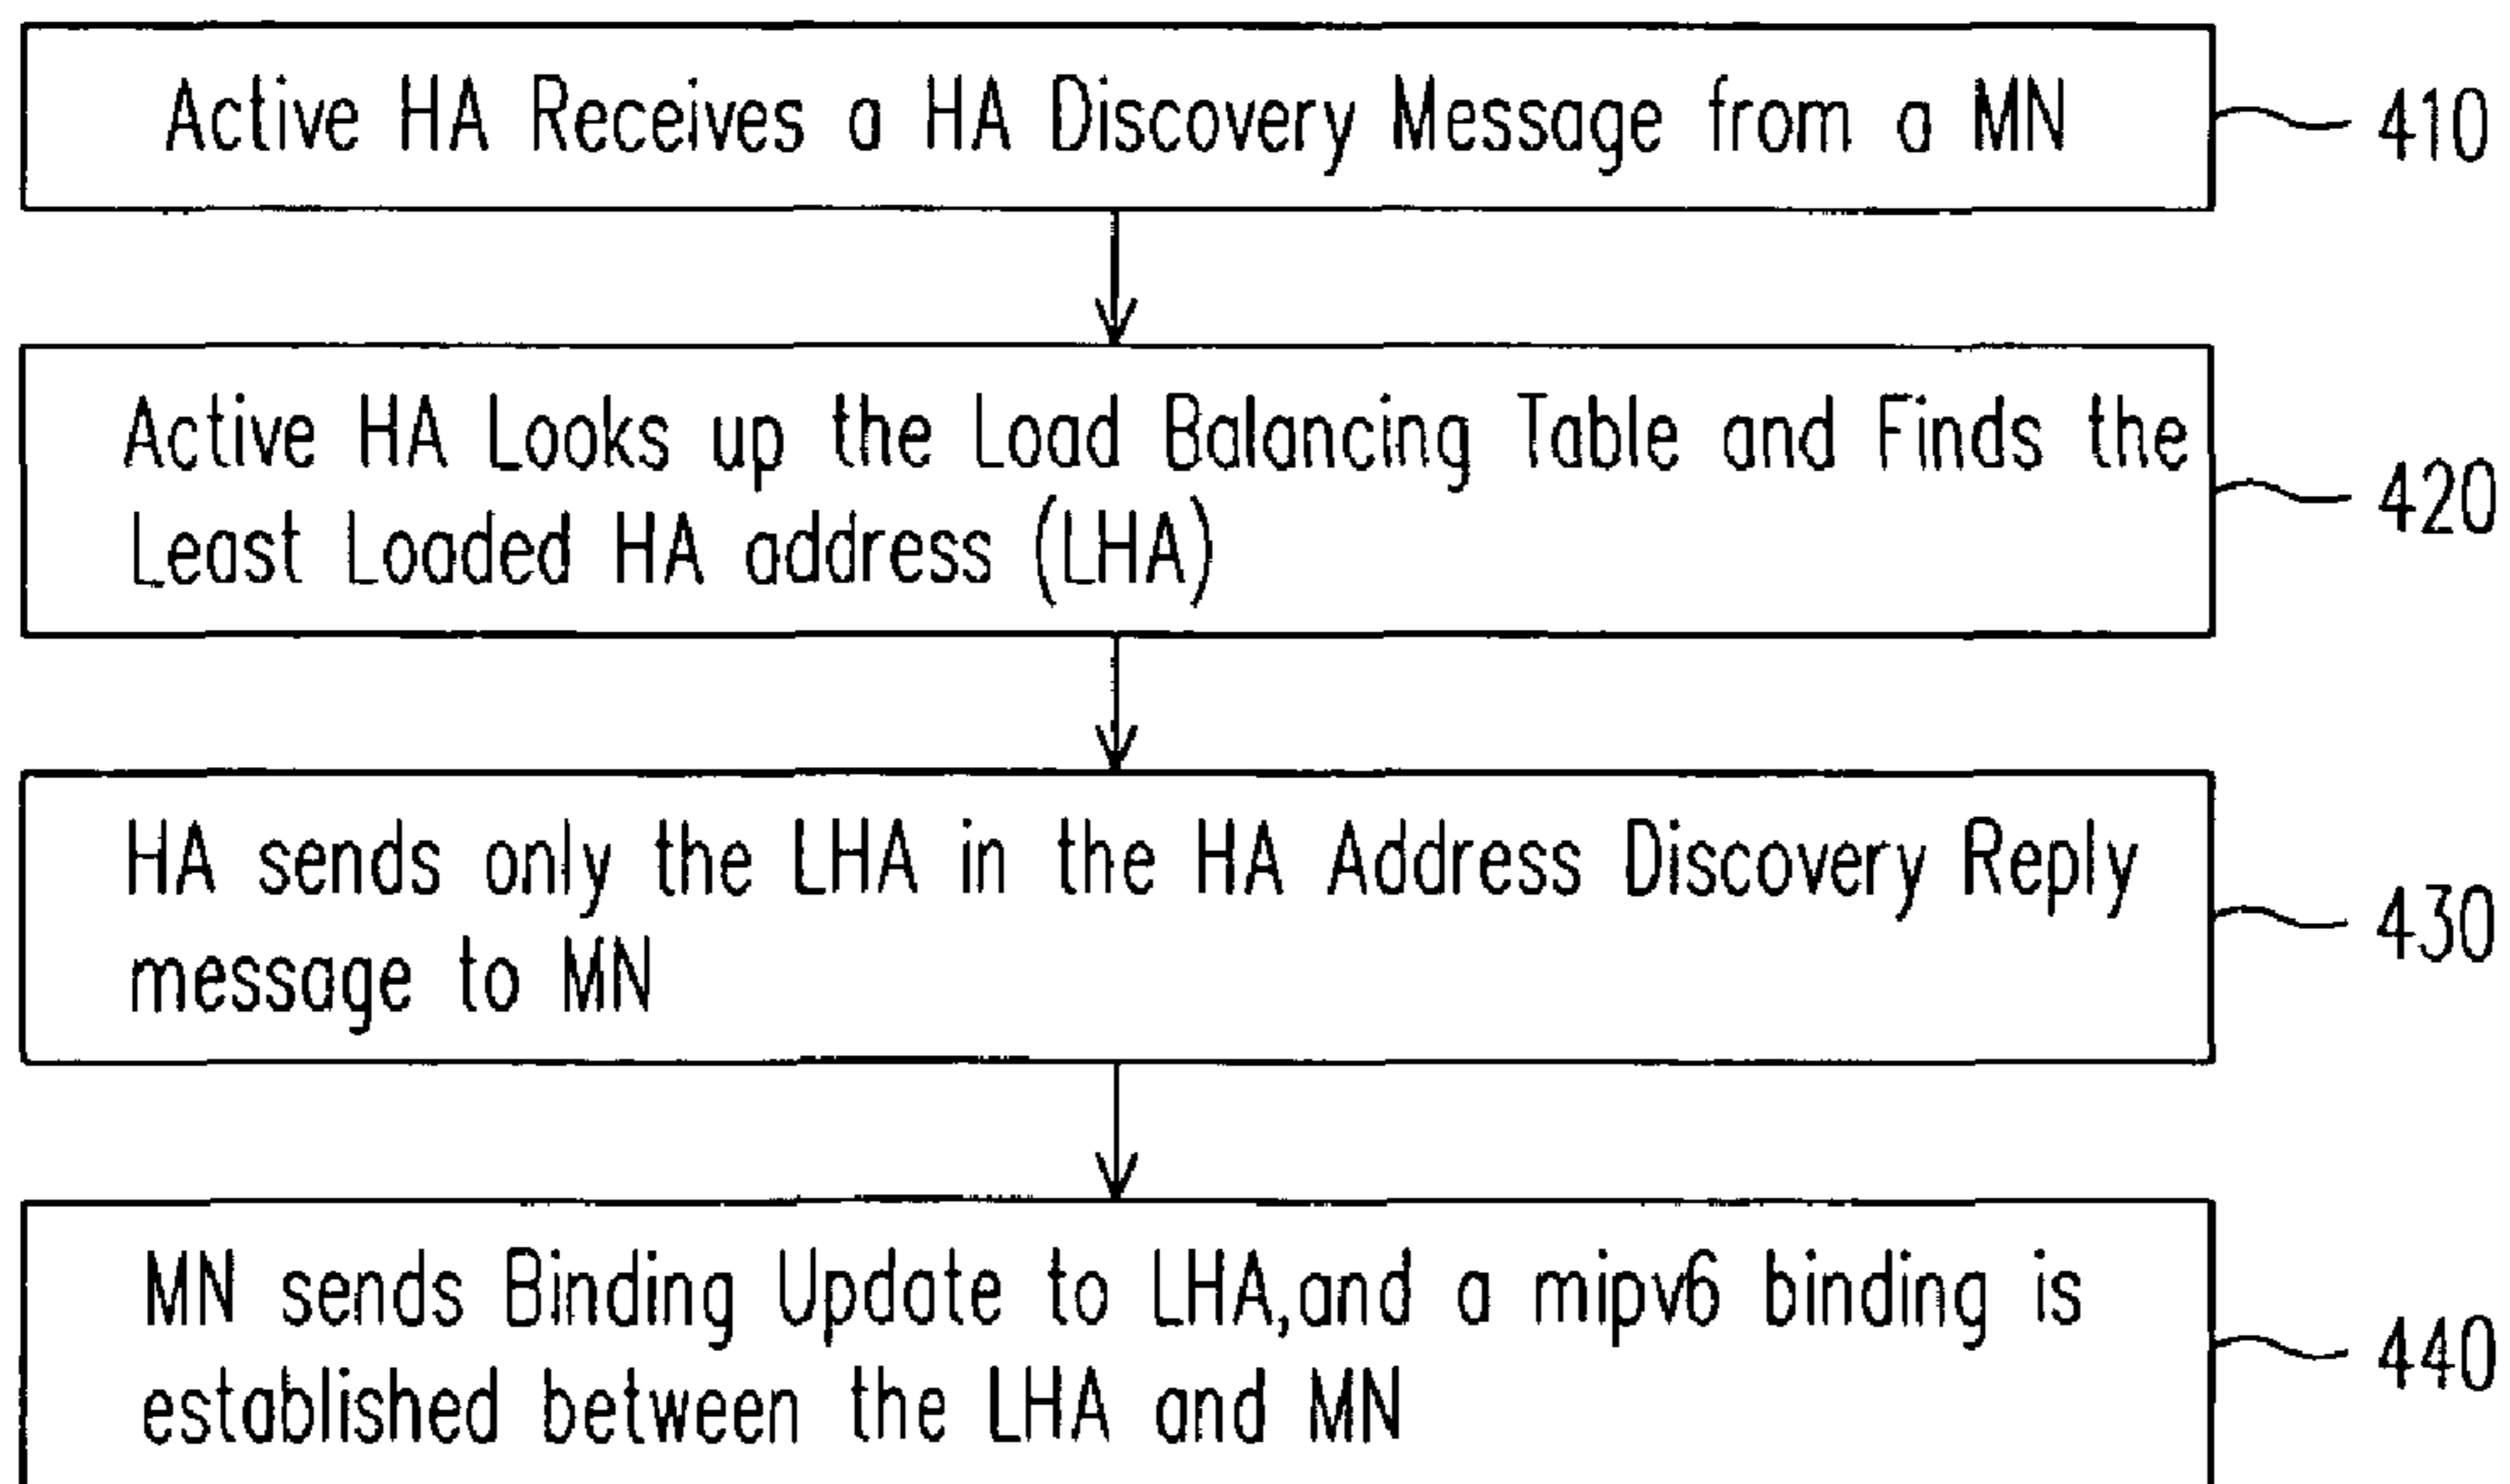 Active HA Receives a HA Discovery Message from a MN
410
Active HA Looks up the Load Balancing Table and Finds the
Least Loaded HA address (LHA)
420
HA sends only the LHA in the HA Address Discovery Reply
message to MN
430
MN sends Binding Update to LHA,and a mipv6 binding is
established between the LHA and MN
440